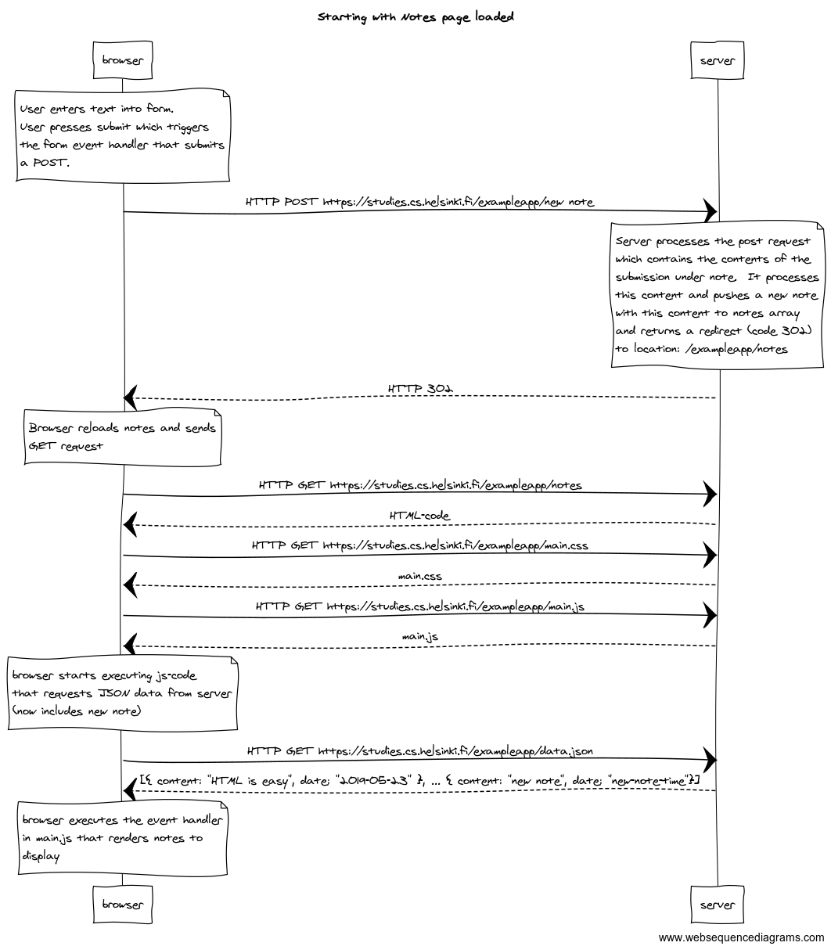 Starting with Notes page loaded
browser
server
User enters text into form.
User presses submit which triggers
the form event handler that submits
a POST.
HTTP POST https://studies.cs.helsinki.fi/exampleapp/new note
Server processes the post request
which contains the contents of the
submission under note. It processes
this content and pushes a new note
with this content to notes array
and returns a redirect (code 302)
to location: /exampleapp/notes
HTTP 302
Browser reloads notes and sends
GET request
HTTP GET https://studies.cs.helsinki.fi/exampleapp/notes
HTML-code
HTTP GET https://studies.cs.helsinki.fi/exampleapp/main.css
main.css
HTTP GET https://studies.cs.helsinki.fi/exampleapp/main.js
main.js
browser starts executing js-code
that requests JSON data from server
(now includes new note)
HTTP GET https://studies.cs.helsinki.fi/exampleapp/data.json
[{ content: "HTML is easy", date; "2019-05-23" }, ... { content: "new note", date; "new-note-time"}]
browser executes the event handler
in main.js that renders notes to
display
browser
server
www.websequencediagrams.com